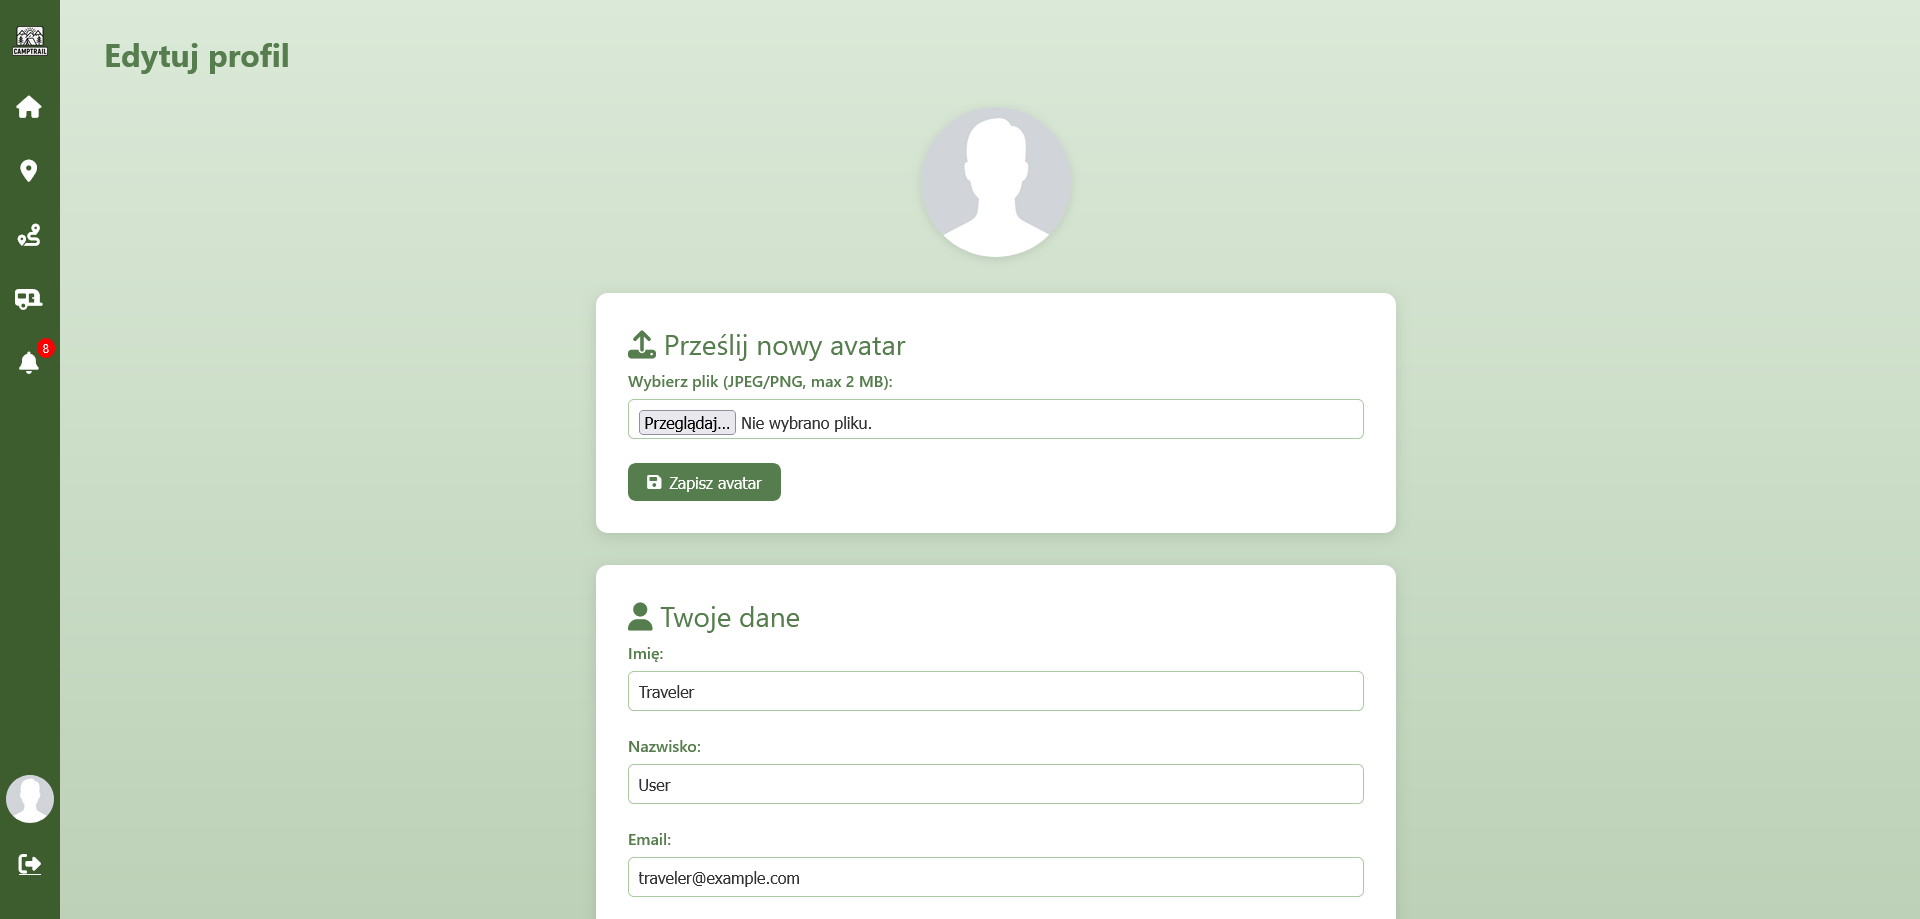 CAMPTRAIL
Edytuj profil
8
Prześlij nowy avatar
Wybierz plik (JPEG/PNG, max 2 MB):
Przeglądaj... Nie wybrano pliku.
Zapisz avatar
Twoje dane
Imię:
Traveler
Nazwisko:
User
Email:
traveler@example.com